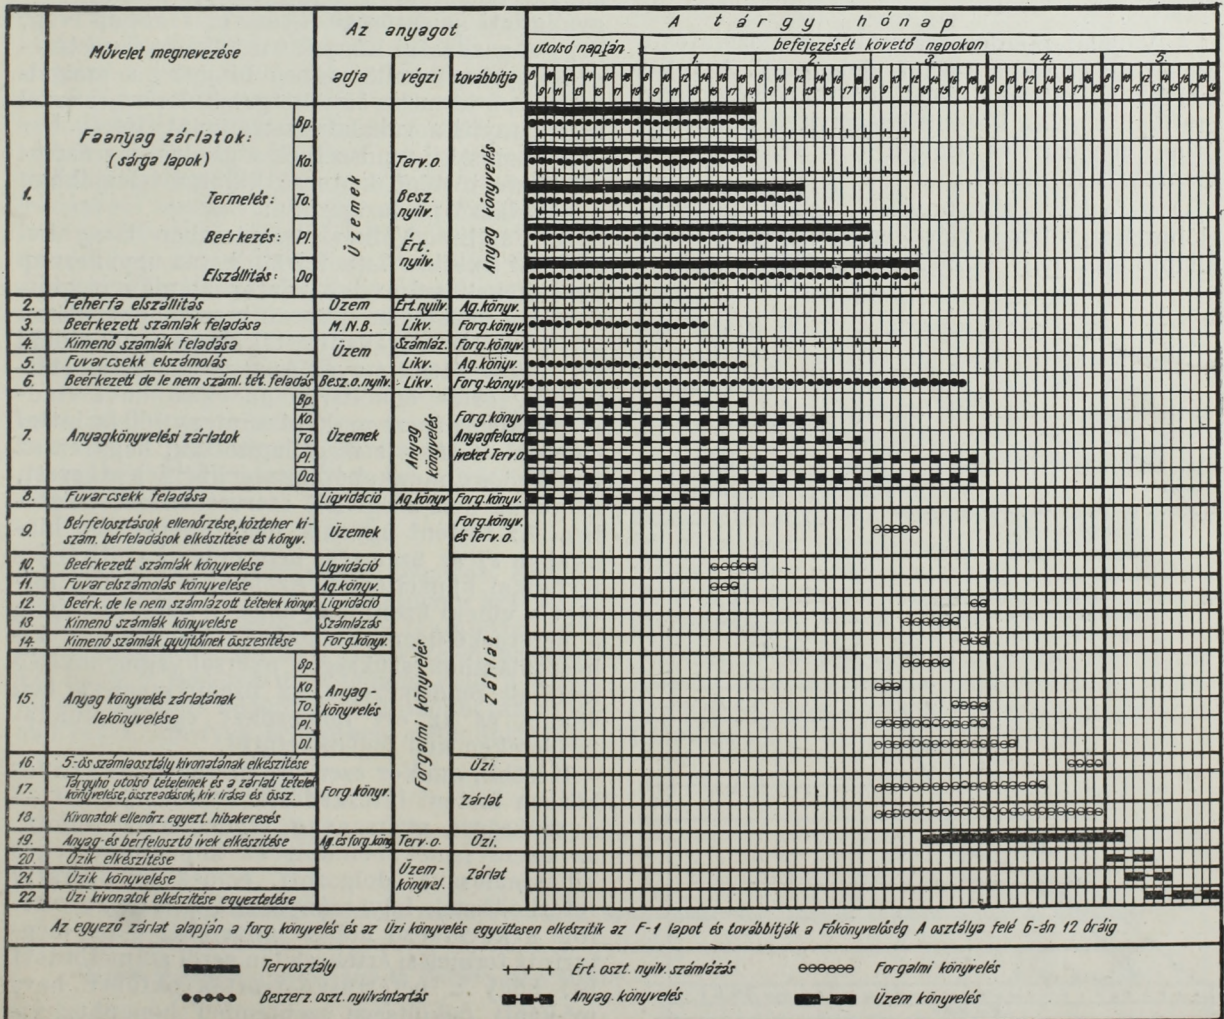 Művelet megnevezése
Az anyagot
A tárgy hónap
utolsó napján
befejezését követő napokon
adja
végzi
továbbítja
1. 2. 3. 4. 5.
1.
Faanyag zárlatok:
(sárga lapok)
Termelés:
Beérkezés:
Elszállítás:
Bp.
Ko.
To.
Pl.
Do
Üzemek
Terv.o.
Besz. nyilv.
Ért. nyilv.
Anyag könyvelés
2. Fehérfa elszállitás Üzem Ért.nyilv. Ag.könyv.
3. Beérkezett számlák feladása M.N.B. Likv. Forg.könyv.
4. Kimenő számlák feladása Üzem Számláz. Forg.könyv.
5. Fuvarcsekk elszámolás Likv. Ag.könyv.
6. Beérkezett de le nem száml. tét. feladás Besz.o.nyilv. Likv. Forg.könyv.
7. Anyagkönyvelési zárlatok
Bp.
Ko.
To.
Pl.
Do.
Üzemek
Anyag könyvelés
Forg.könyv
Anyagfeloszt
iveket Terv.o
8. Fuvarcsekk feladása Liqvidáció Ag.könyv Forg.könyv.
9. Bérfelosztások ellenőrzése, közteher ki-
szám. bérfeladások elkészítése és könyv.
Üzemek
Forg.könyv.
és Terv.o.
10. Beérkezett számlák könyvelése Liqvidáció
11. Fuvarelszámolás könyvelése Ag.könyv.
12. Beérk. de le nem számlázott tételek könyv. Liqvidáció
13. Kimenő számlák könyvelése Számlázás
14. Kimenő számlák gyüjtőinek összesítése Forg.könyv.
Forgalmi könyvelés
Zárlat
15. Anyag könyvelés zárlatának
lekönyvelése
Bp.
Ko
To.
Pl.
Dl.
Anyag-
könyvelés
16. 5-ös számlaosztály kivonatának elkészítése Üzi.
17. Tárgyhó utolsó tételeinek és a zárlati tételek
könyvelése, összeadások, kiv. írása és össz.
Forg.könyv.
Zárlat
18. Kivonatok ellenőrz. egyezt. hibakeresés
19. Anyag-és bérfelosztó ivek elkészítése Ag.és forg.köny. Terv.o. Üzi.
20. Üzik elkészítése
21. Üzik könyvelése
22 Üzi kivonatok elkészítése egyeztetése
Üzem-
könyvel.
Zárlat
Az egyező zárlat alapján a forg. könyvelés és az Üzi könyvelés együttesen elkészítik az F-1 lapot és továbbítják a Főkönyvelőség A osztálya felé 6-án 12 óráig
Tervosztály
Ért. oszt. nyilv. számlázás
Forgalmi könyvelés
Beszerz. oszt. nyilvántartás
Anyag. könyvelés
Üzem könyvelés